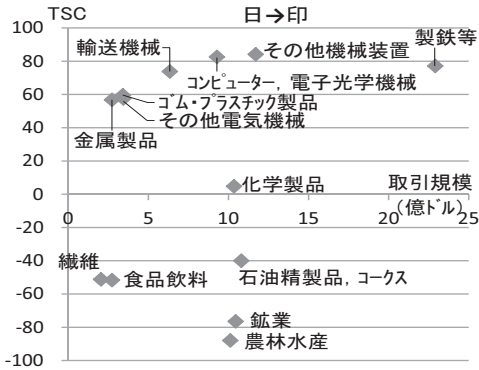 TSC
日→印
100
輸送機械
その他機械装置
製鉄等
80
コンピューター, 電子光学機械
60
ゴム・プラスチック製品
その他電気機械
40
金属製品
20
化学製品
取引規模
0
(億ドル)
0 5 10 15 20 25
-20
-40
繊維
食品飲料
石油精製品, コークス
-60
鉱業
-80
農林水産
-100